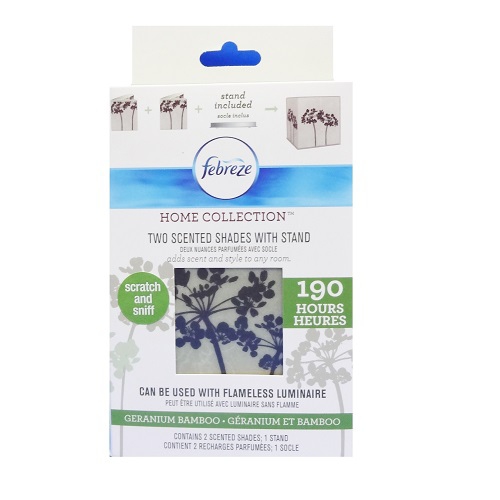 + + stand
included
socle inclus
febreze
HOME COLLECTION™
TWO SCENTED SHADES WITH STAND
DEUX NUANCES PARFUMÉES AVEC SOCLE
adds scent and style to any room.
scratch
and
sniff
190
HOURS
HEURES
CAN BE USED WITH FLAMELESS LUMINAIRE
PEUT ÊTRE UTILISÉ AVEC LUMINAIRE SANS FLAMME
GERANIUM BAMBOO • GÉRANIUM ET BAMBOO
CONTAINS 2 SCENTED SHADES; 1 STAND
CONTIENT 2 RECHARGES PARFUMÉES; 1 SOCLE